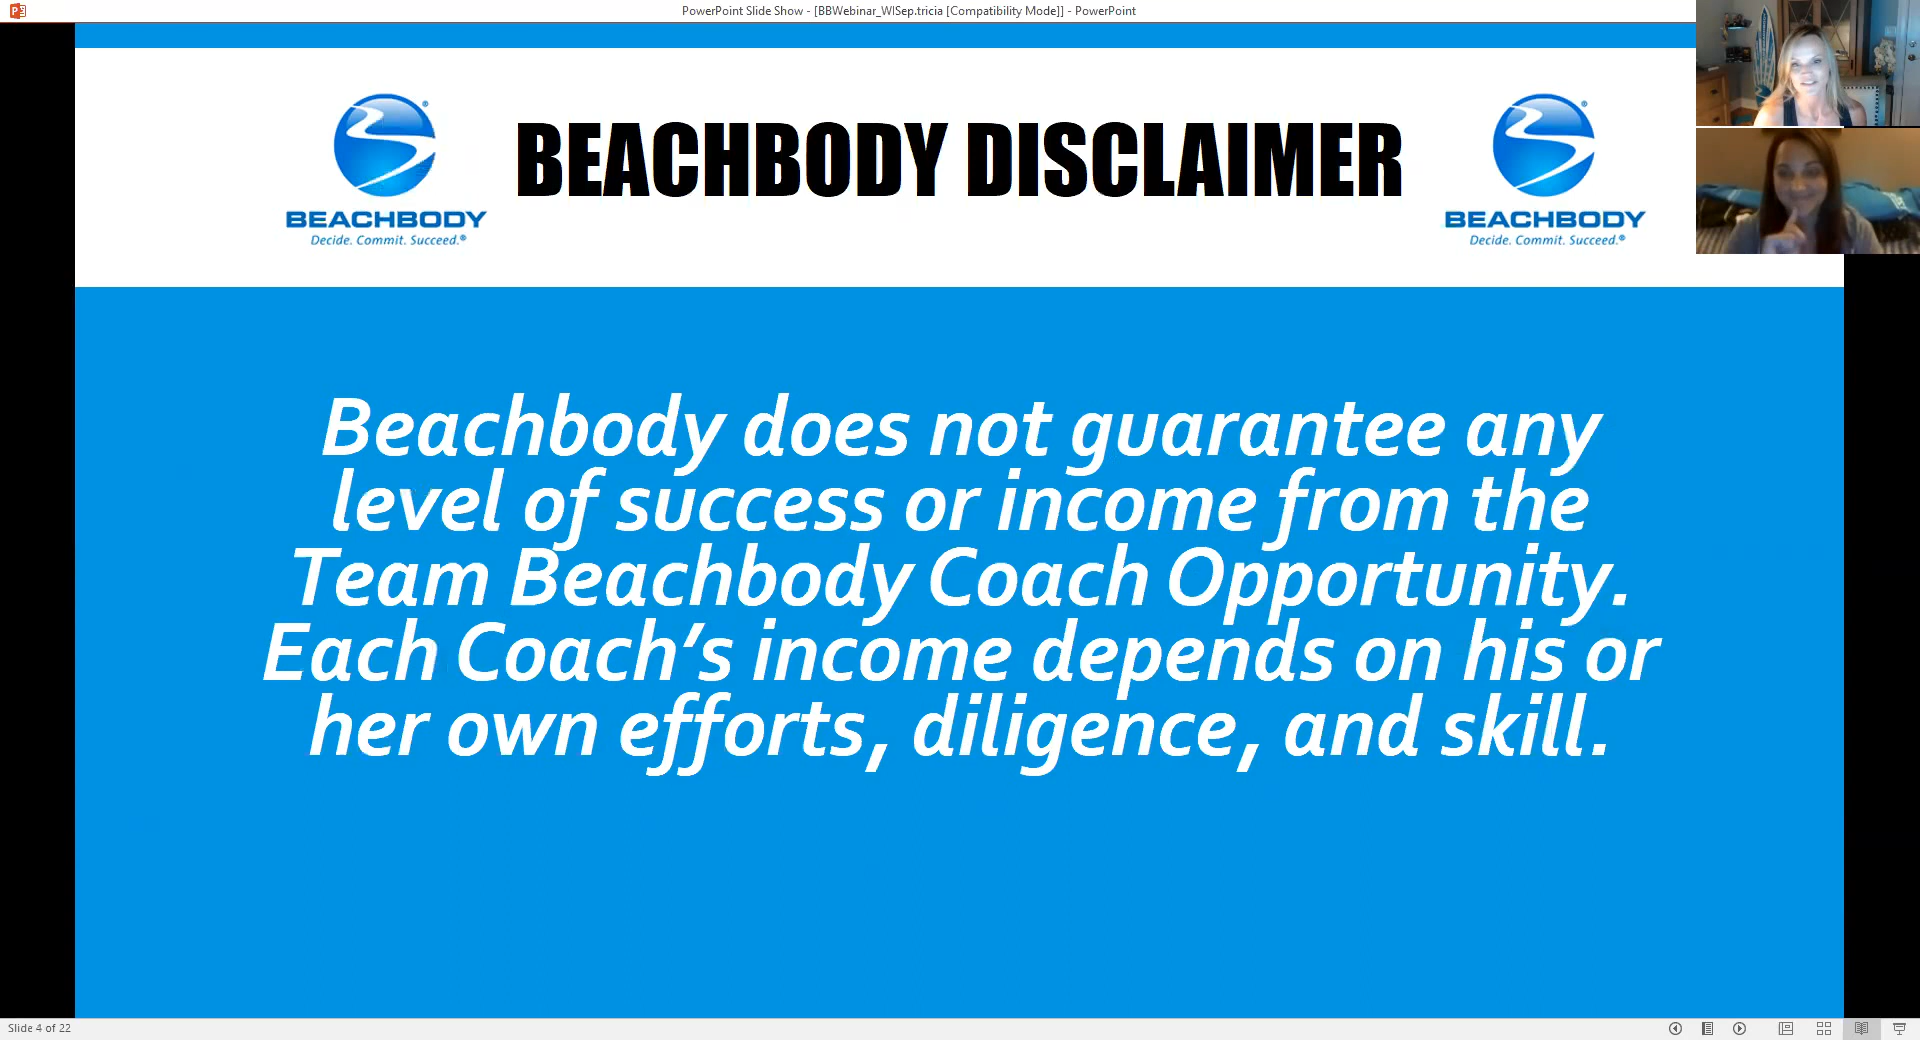 PowerPoint Slide Show - [BBWebinar_WISep.tricia [Compatibility Mode]] - PowerPoint
BEACHBODY DISCLAIMER
BEACHBODY
Decide. Commit. Succeed.®
BEACHBODY
Decide. Commit. Succeed.®
Beachbody does not guarantee any
level of success or income from the
Team Beachbody Coach Opportunity.
Each Coach’s income depends on his or
her own efforts, diligence, and skill.
Slide 4 of 22